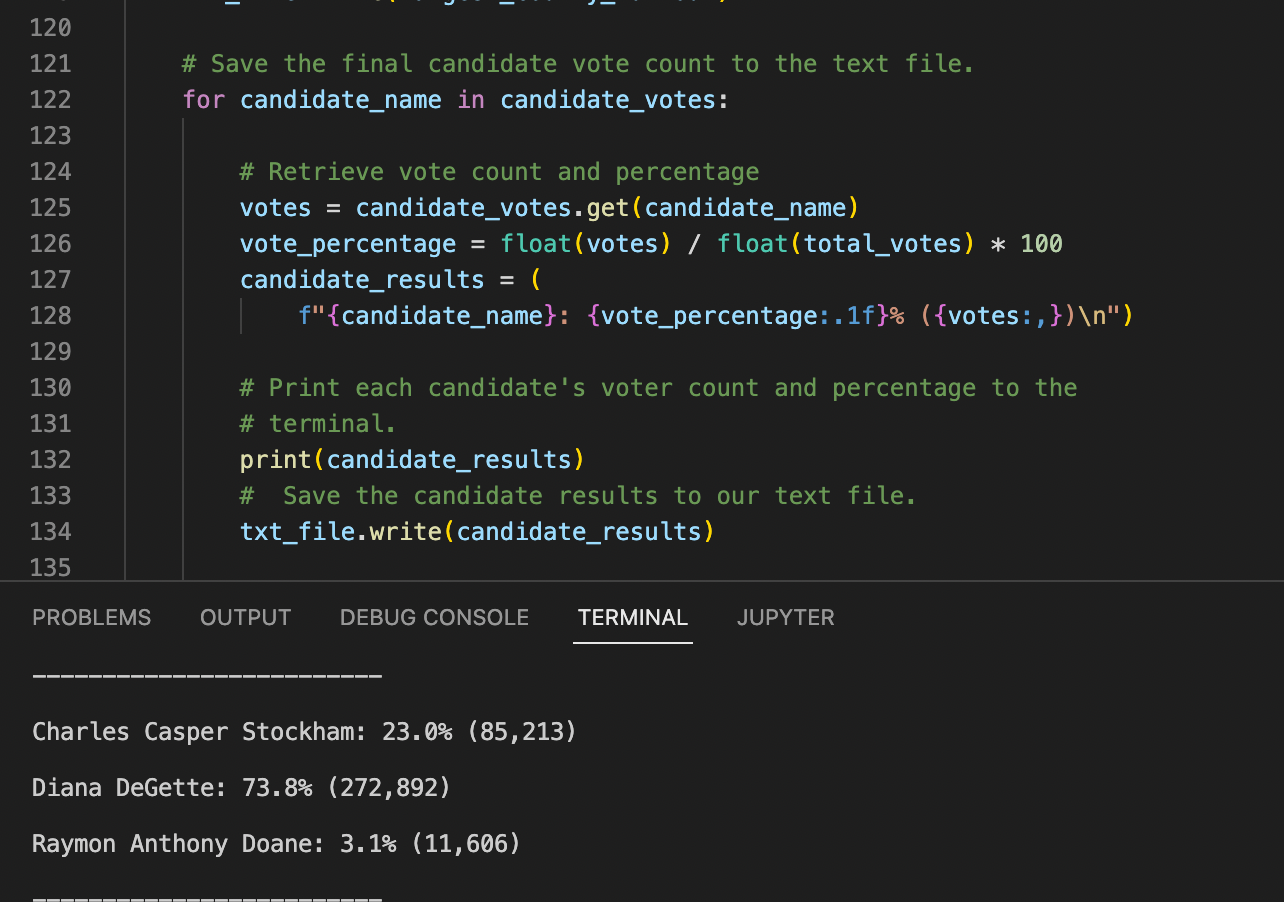 120
121 # Save the final candidate vote count to the text file.
122 for candidate_name in candidate_votes:
123
124 # Retrieve vote count and percentage
125 votes = candidate_votes.get(candidate_name)
126 vote_percentage = float(votes) / float(total_votes) * 100
127 candidate_results = (
128 f"{candidate_name}: {vote_percentage:.1f}% ({votes:,})\n")
129
130 # Print each candidate's voter count and percentage to the
131 # terminal.
132 print(candidate_results)
133 #  Save the candidate results to our text file.
134 txt_file.write(candidate_results)
135
PROBLEMS OUTPUT DEBUG CONSOLE TERMINAL JUPYTER
-------------------------
Charles Casper Stockham: 23.0% (85,213)
Diana DeGette: 73.8% (272,892)
Raymon Anthony Doane: 3.1% (11,606)
-------------------------